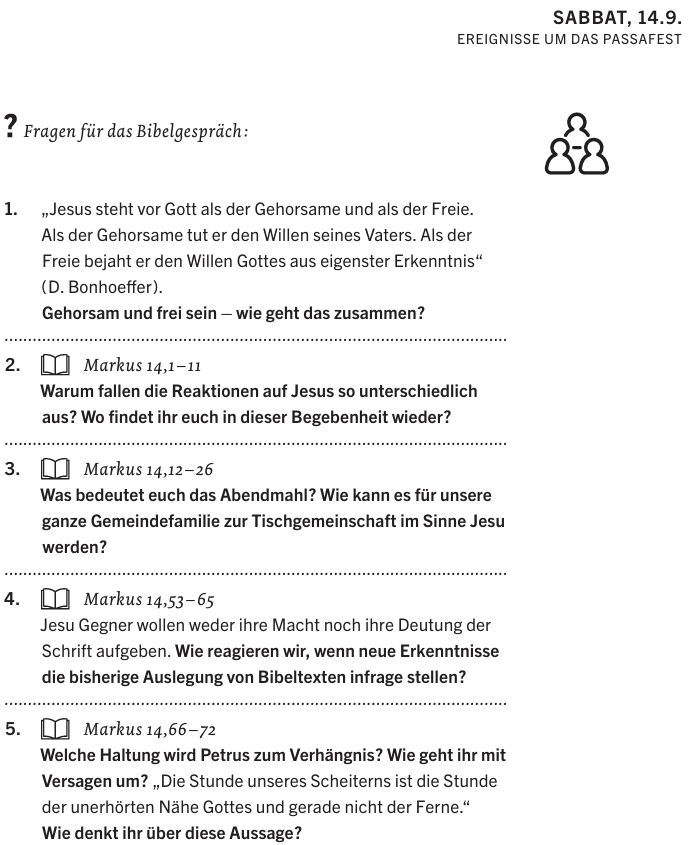 SABBAT, 14.9.
EREIGNISSE UM DAS PASSAFEST
? Fragen für das Bibelgespräch:
1. „Jesus steht vor Gott als der Gehorsame und als der Freie.
Als der Gehorsame tut er den Willen seines Vaters. Als der
Freie bejaht er den Willen Gottes aus eigenster Erkenntnis“
(D. Bonhoeffer).
Gehorsam und frei sein – wie geht das zusammen?
2. Markus 14,1–11
Warum fallen die Reaktionen auf Jesus so unterschiedlich
aus? Wo findet ihr euch in dieser Begebenheit wieder?
3. Markus 14,12–26
Was bedeutet euch das Abendmahl? Wie kann es für unsere
ganze Gemeindefamilie zur Tischgemeinschaft im Sinne Jesu
werden?
4. Markus 14,53–65
Jesu Gegner wollen weder ihre Macht noch ihre Deutung der
Schrift aufgeben. Wie reagieren wir, wenn neue Erkenntnisse
die bisherige Auslegung von Bibeltexten infrage stellen?
5. Markus 14,66–72
Welche Haltung wird Petrus zum Verhängnis? Wie geht ihr mit
Versagen um? „Die Stunde unseres Scheiterns ist die Stunde
der unerhörten Nähe Gottes und gerade nicht der Ferne.“
Wie denkt ihr über diese Aussage?